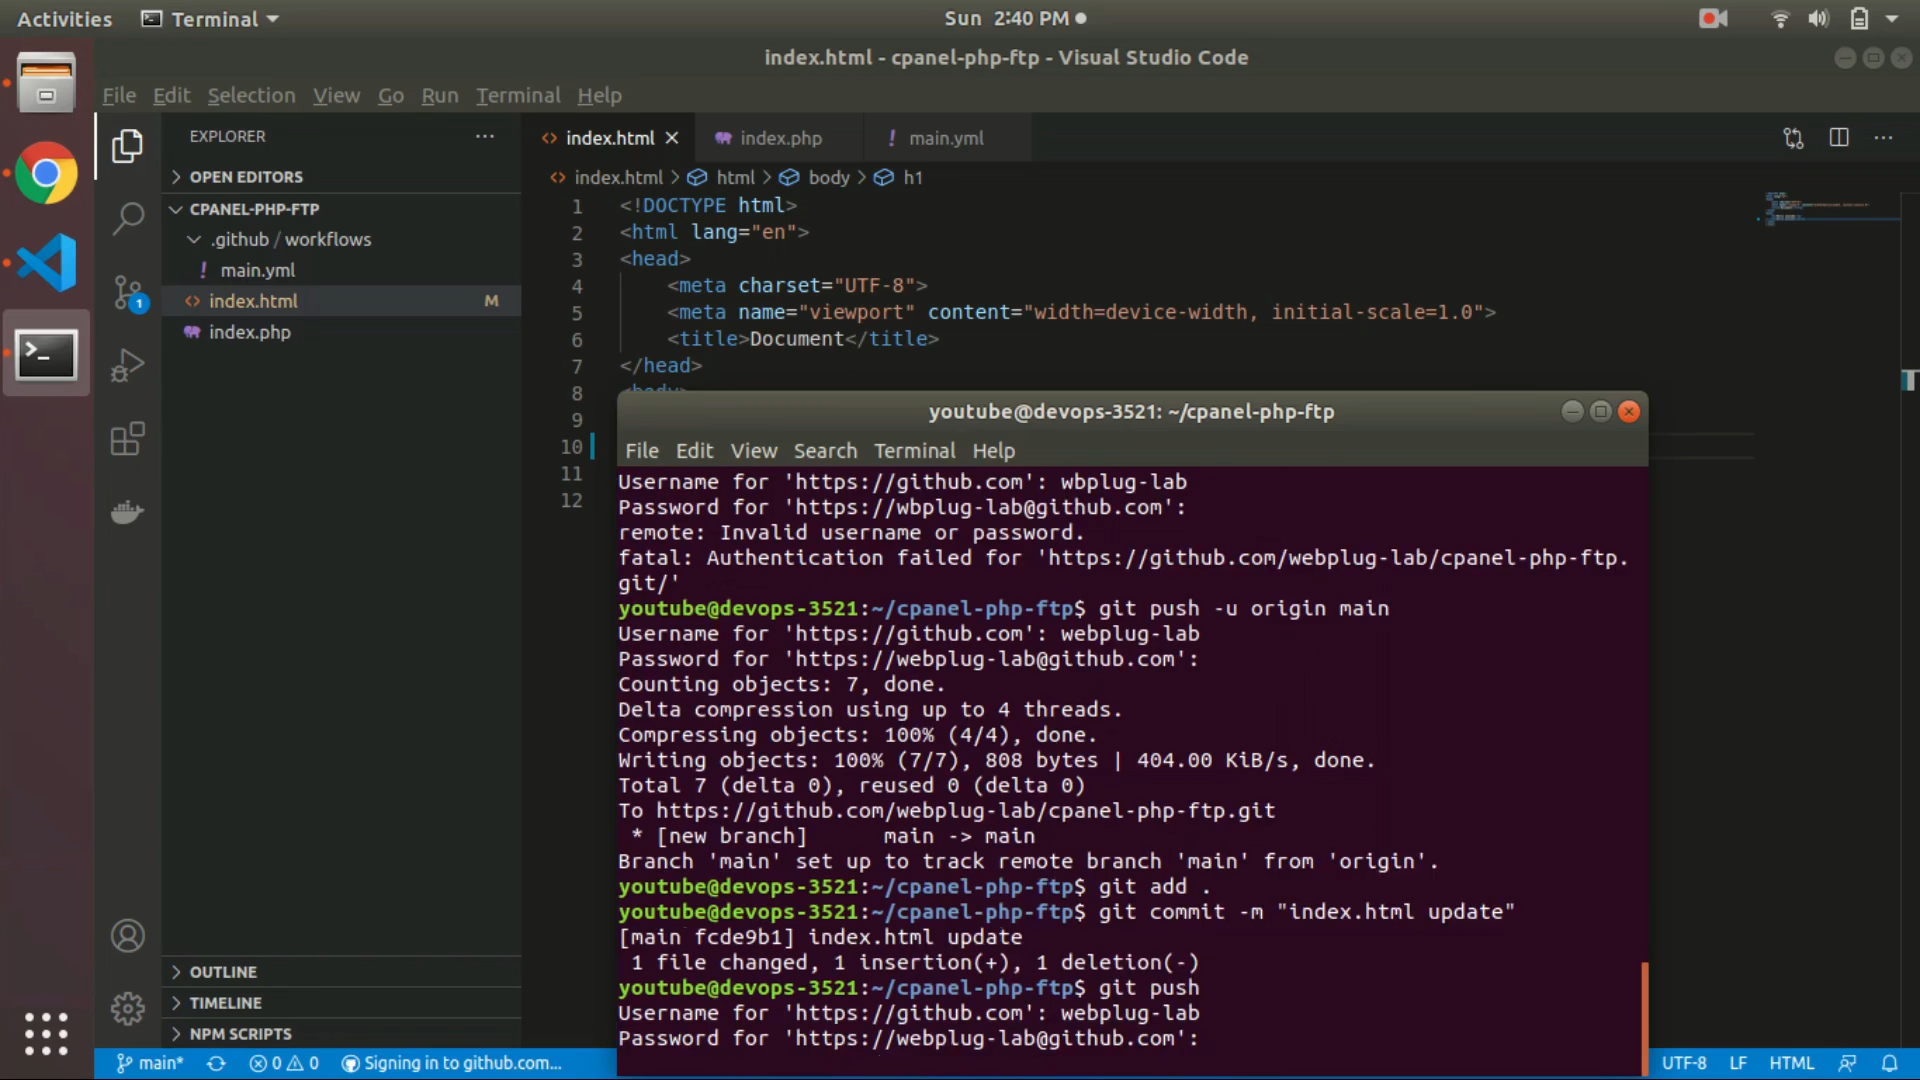 Activities Terminal Sun 2:40 PM
index.html - cpanel-php-ftp - Visual Studio Code
File Edit Selection View Go Run Terminal Help
EXPLORER
OPEN EDITORS
CPANEL-PHP-FTP
.github / workflows
main.yml
index.html M
index.php
OUTLINE
TIMELINE
NPM SCRIPTS
1
index.html index.php main.yml
index.html > html > body > h1
1 <!DOCTYPE html>
2 <html lang="en">
3 <head>
4 <meta charset="UTF-8">
5 <meta name="viewport" content="width=device-width, initial-scale=1.0">
6 <title>Document</title>
7 </head>
8 <body>
9
10
11
12
youtube@devops-3521: ~/cpanel-php-ftp
File Edit View Search Terminal Help
Username for 'https://github.com': wbplug-lab
Password for 'https://wbplug-lab@github.com':
remote: Invalid username or password.
fatal: Authentication failed for 'https://github.com/webplug-lab/cpanel-php-ftp.
git/'
youtube@devops-3521:~/cpanel-php-ftp$ git push -u origin main
Username for 'https://github.com': webplug-lab
Password for 'https://webplug-lab@github.com':
Counting objects: 7, done.
Delta compression using up to 4 threads.
Compressing objects: 100% (4/4), done.
Writing objects: 100% (7/7), 808 bytes | 404.00 KiB/s, done.
Total 7 (delta 0), reused 0 (delta 0)
To https://github.com/webplug-lab/cpanel-php-ftp.git
* [new branch] main -> main
Branch 'main' set up to track remote branch 'main' from 'origin'.
youtube@devops-3521:~/cpanel-php-ftp$ git add .
youtube@devops-3521:~/cpanel-php-ftp$ git commit -m "index.html update"
[main fcde9b1] index.html update
1 file changed, 1 insertion(+), 1 deletion(-)
youtube@devops-3521:~/cpanel-php-ftp$ git push
Username for 'https://github.com': webplug-lab
Password for 'https://webplug-lab@github.com':
main* 0 0 Signing in to github.com... UTF-8 LF HTML